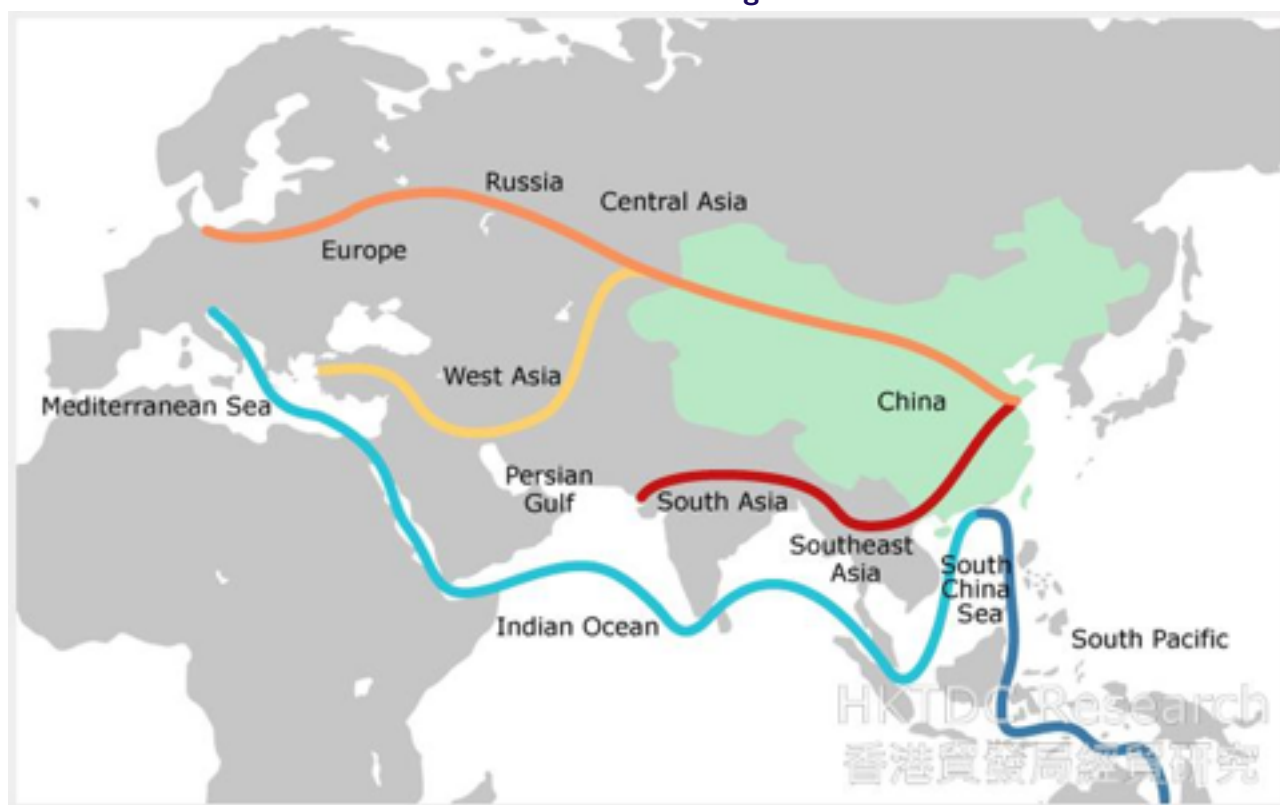 Russia
Central Asia
Europe
West Asia
China
Mediterranean Sea
Persian
Gulf
South Asia
Southeast
Asia
South
China
Sea
Indian Ocean
South Pacific
HKTDC Research
香港貿發局經貿研究